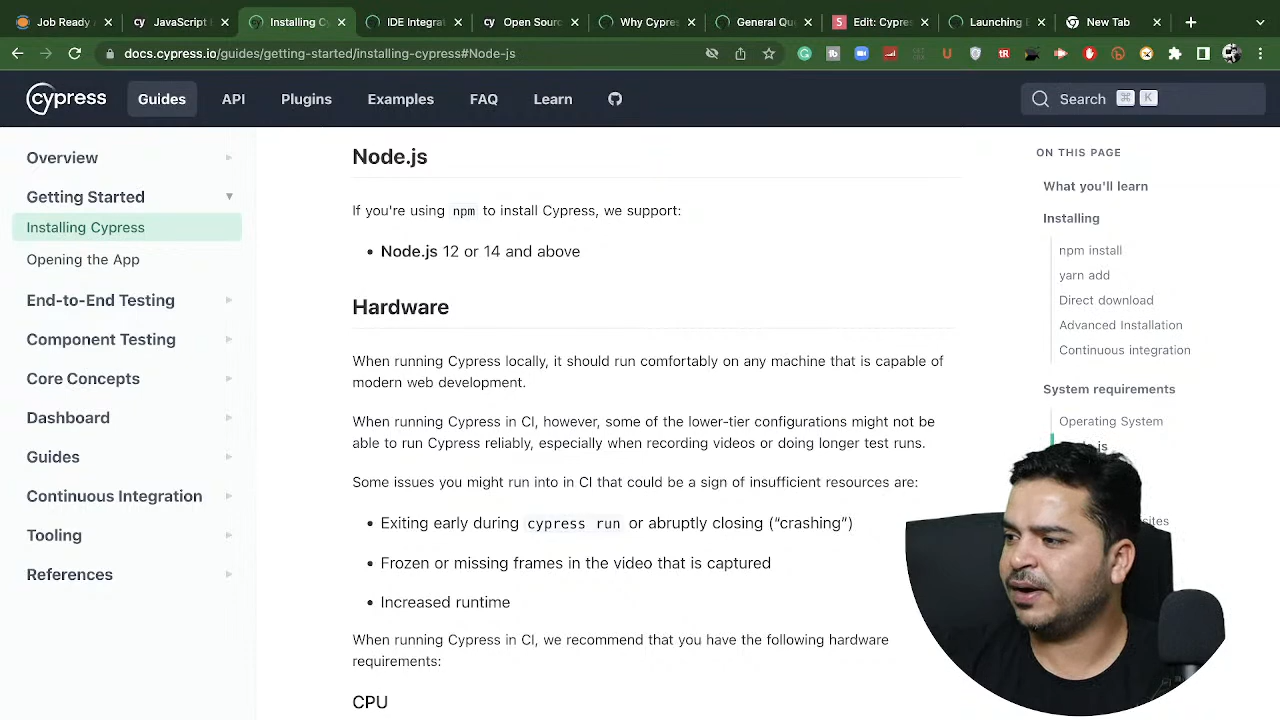 Job Ready
cy JavaScript
Installing Cy
IDE Integrat
cy Open Sourc
Why Cypress
General Que
S Edit: Cypres
Launching
New Tab
docs.cypress.io/guides/getting-started/installing-cypress#Node-js
cypress
Guides
API
Plugins
Examples
FAQ
Learn
Search ⌘ K
Overview
Getting Started
Installing Cypress
Opening the App
End-to-End Testing
Component Testing
Core Concepts
Dashboard
Guides
Continuous Integration
Tooling
References
Node.js
If you're using npm to install Cypress, we support:
• Node.js 12 or 14 and above
Hardware
When running Cypress locally, it should run comfortably on any machine that is capable of
modern web development.
When running Cypress in CI, however, some of the lower-tier configurations might not be
able to run Cypress reliably, especially when recording videos or doing longer test runs.
Some issues you might run into in CI that could be a sign of insufficient resources are:
• Exiting early during cypress run or abruptly closing (“crashing”)
• Frozen or missing frames in the video that is captured
• Increased runtime
When running Cypress in CI, we recommend that you have the following hardware
requirements:
CPU
ON THIS PAGE
What you'll learn
Installing
npm install
yarn add
Direct download
Advanced Installation
Continuous integration
System requirements
Operating System